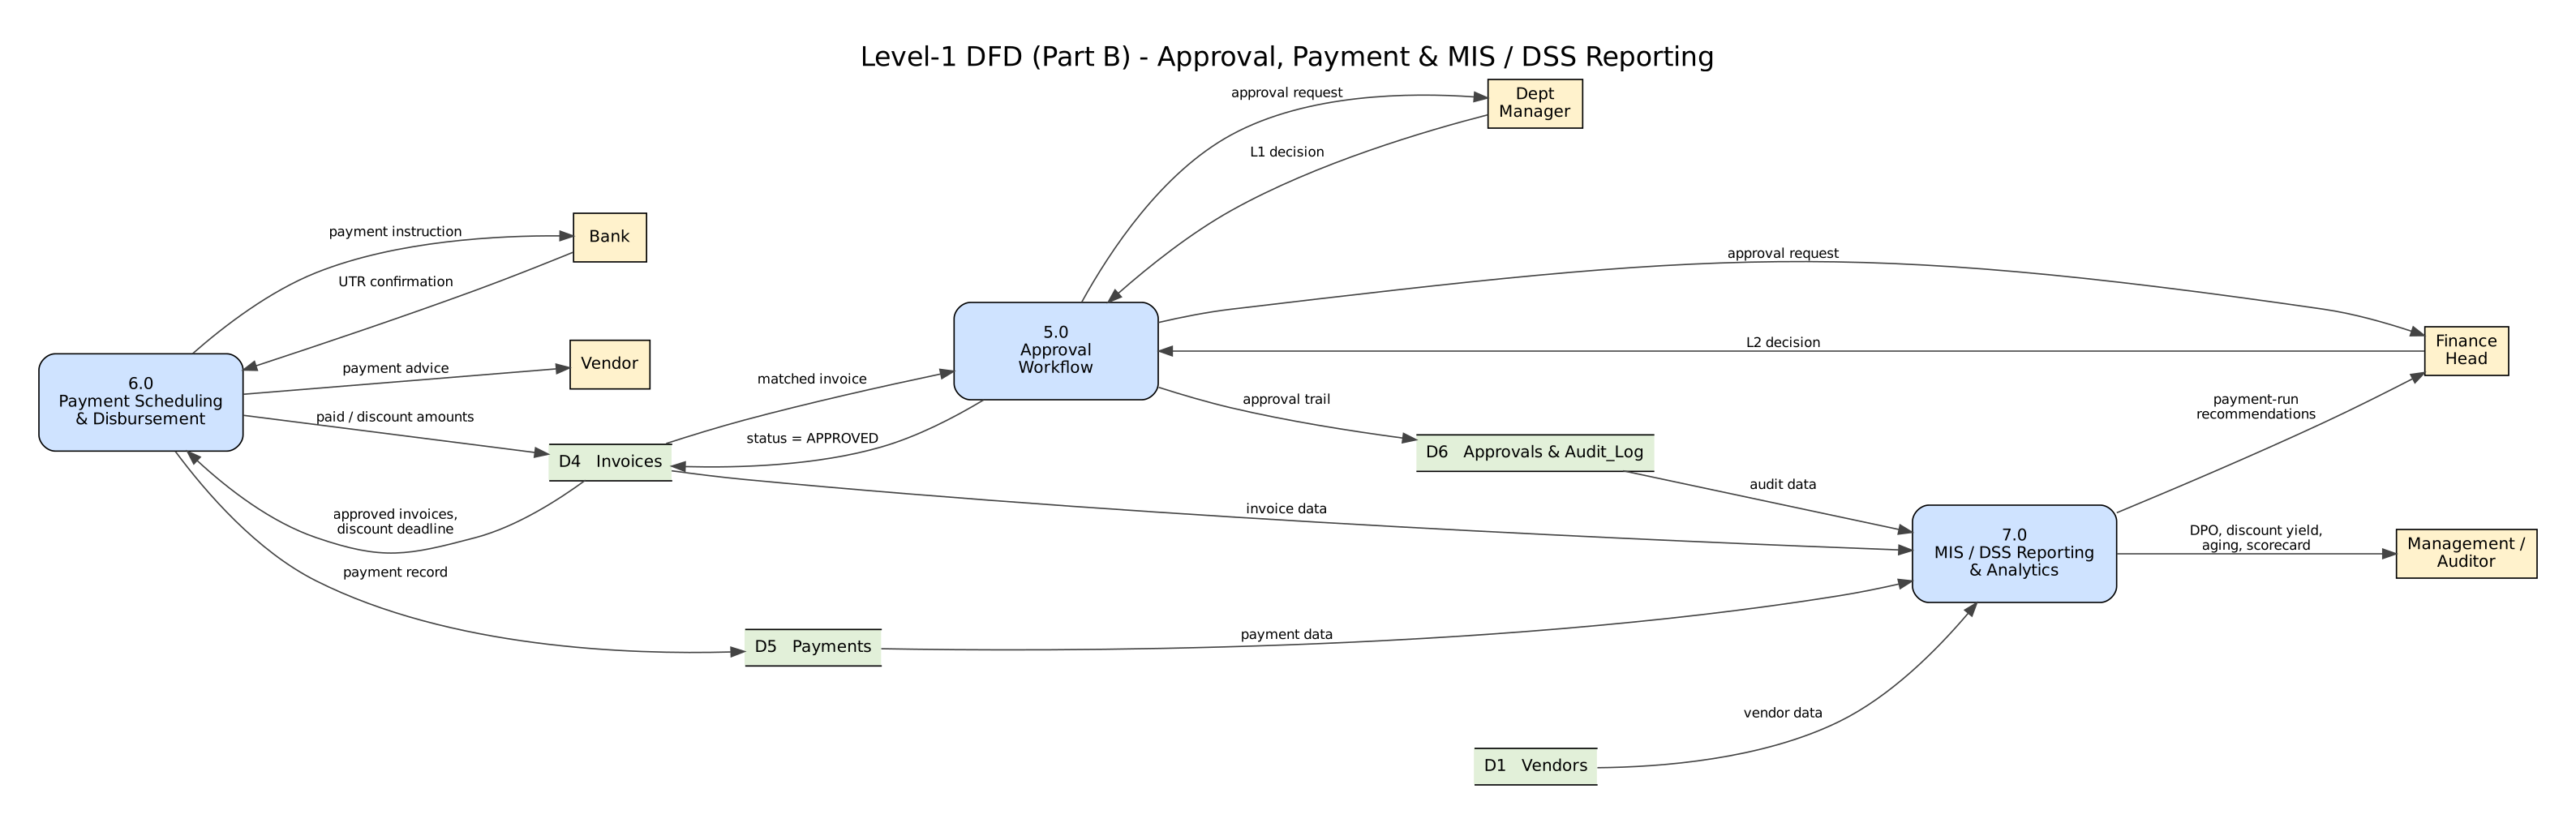 Level-1 DFD (Part B) - Approval, Payment & MIS / DSS Reporting
approval request
Dept
Manager
L1 decision
payment instruction
Bank
UTR confirmation
approval request
5.0
Approval
Workflow
L2 decision
Finance
Head
Vendor
payment advice
6.0
Payment Scheduling
& Disbursement
matched invoice
paid / discount amounts
approval trail
payment-run
recommendations
status = APPROVED
D4   Invoices
D6   Approvals & Audit_Log
audit data
invoice data
approved invoices,
discount deadline
7.0
MIS / DSS Reporting
& Analytics
DPO, discount yield,
aging, scorecard
Management /
Auditor
payment record
D5   Payments
payment data
vendor data
D1   Vendors